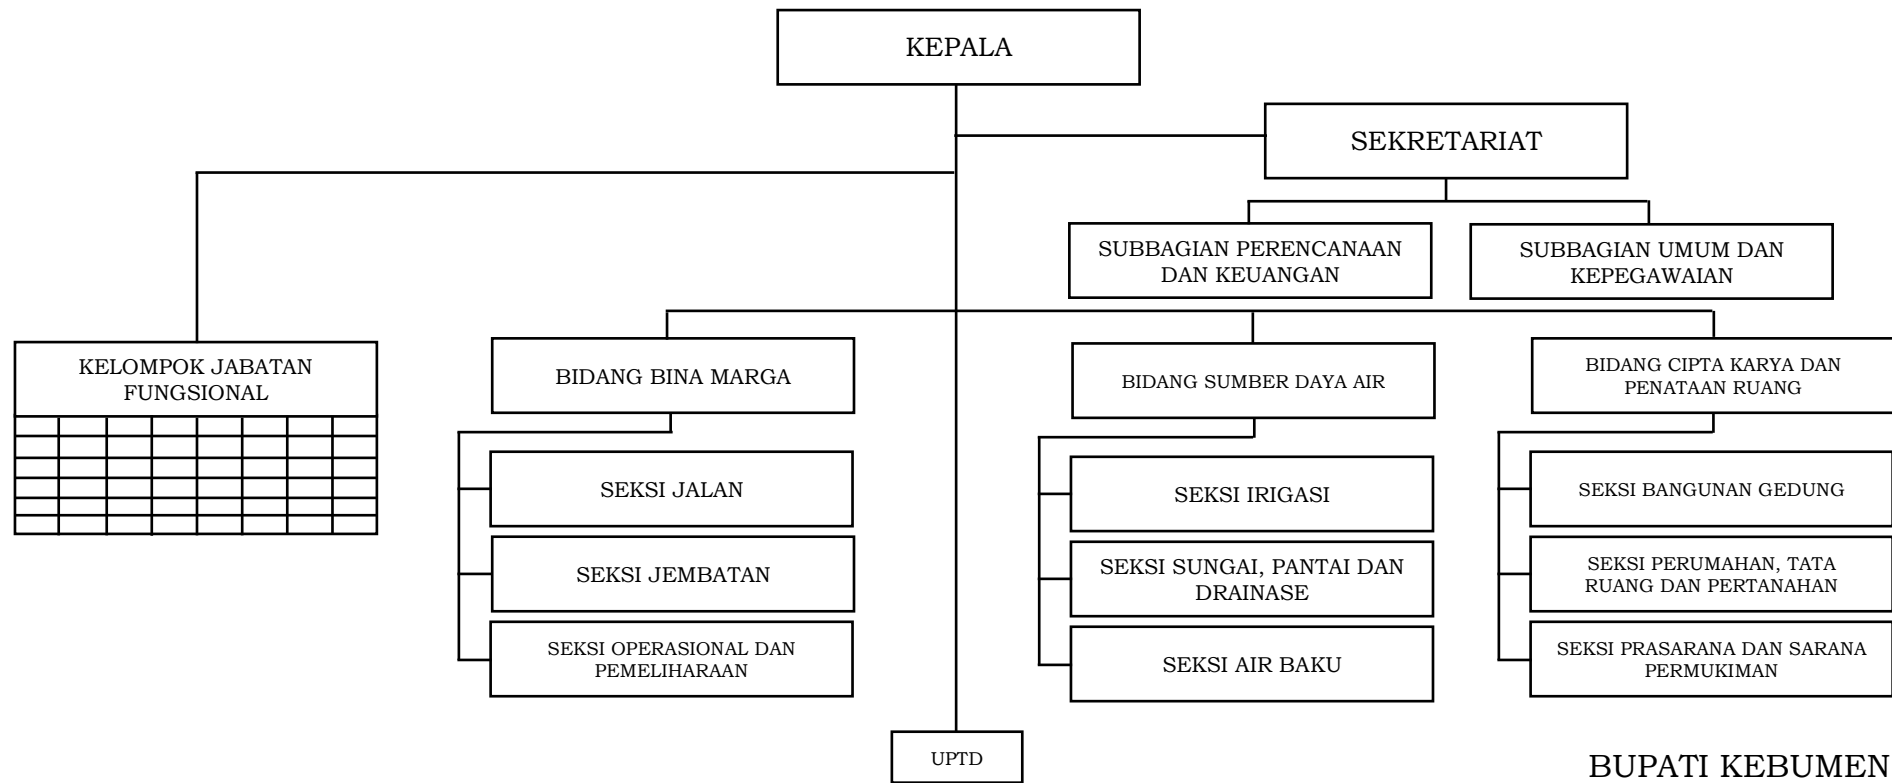 KEPALA
SEKRETARIAT
SUBBAGIAN PERENCANAAN
DAN KEUANGAN
SUBBAGIAN UMUM DAN
KEPEGAWAIAN
KELOMPOK JABATAN
FUNGSIONAL
BIDANG BINA MARGA
BIDANG SUMBER DAYA AIR
BIDANG CIPTA KARYA DAN
PENATAAN RUANG
SEKSI JALAN
SEKSI JEMBATAN
SEKSI OPERASIONAL DAN
PEMELIHARAAN
SEKSI IRIGASI
SEKSI SUNGAI, PANTAI DAN
DRAINASE
SEKSI AIR BAKU
SEKSI BANGUNAN GEDUNG
SEKSI PERUMAHAN, TATA
RUANG DAN PERTANAHAN
SEKSI PRASARANA DAN SARANA
PERMUKIMAN
UPTD
BUPATI KEBUMEN